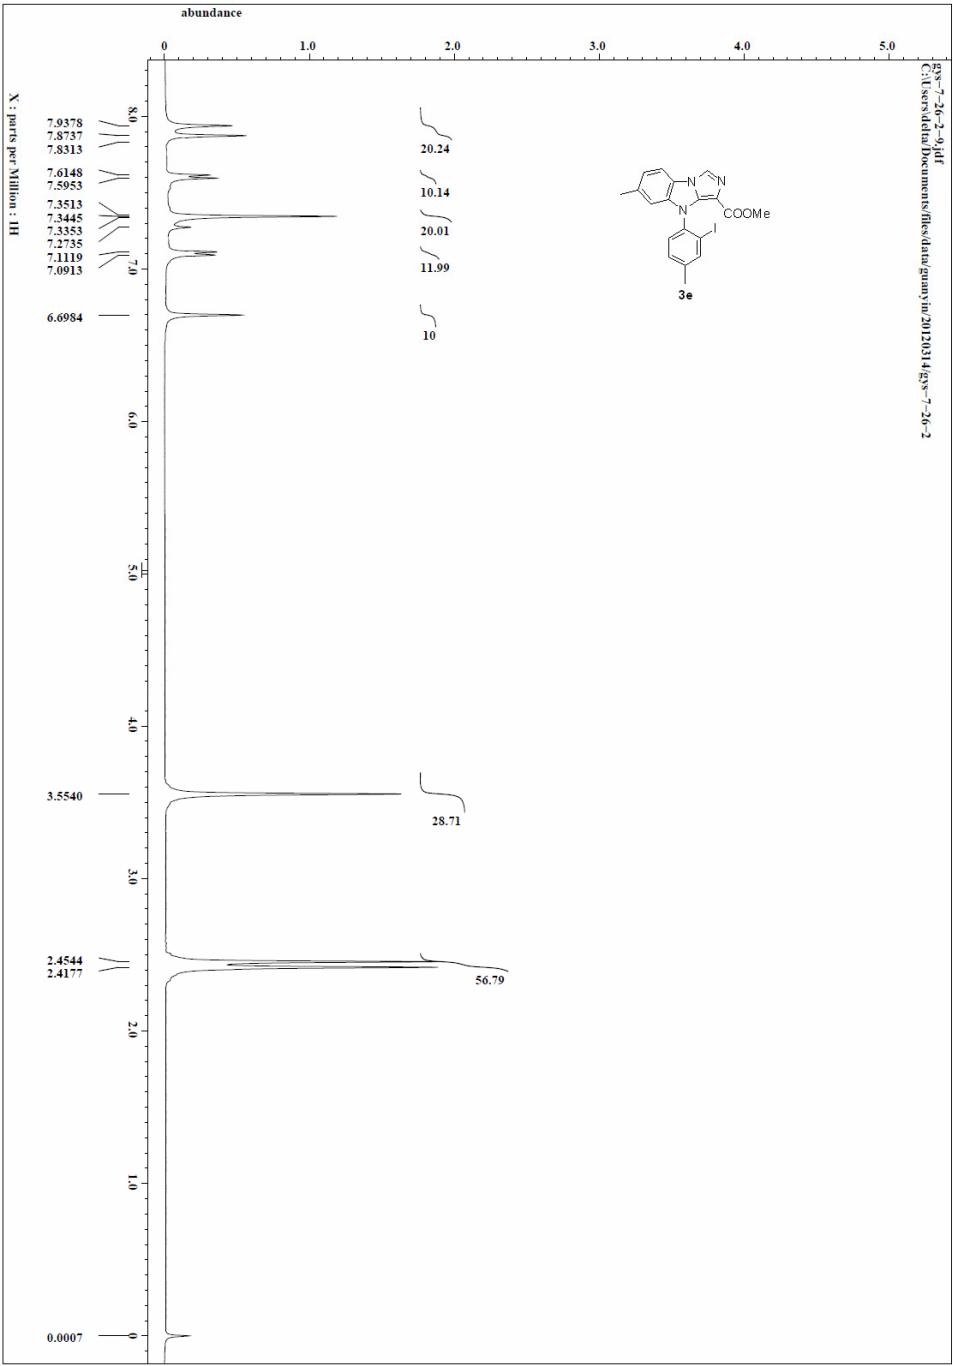 abundance
0 1.0 2.0 3.0 4.0 5.0
gys-7-26-2-9.jdf
C:\Users\delta/Documents/files/data/guanyin/20120314/gys-7-26-2
X : parts per Million : 1H
8.0
7.0
6.0
5.0
4.0
3.0
2.0
1.0
0
7.9378
7.8737
7.8313
7.6148
7.5953
7.3513
7.3445
7.3353
7.2735
7.1119
7.0913
6.6984
3.5540
2.4544
2.4177
0.0007
20.24
10.14
20.01
11.99
10
28.71
56.79
N
N
N
COOMe
I
3e